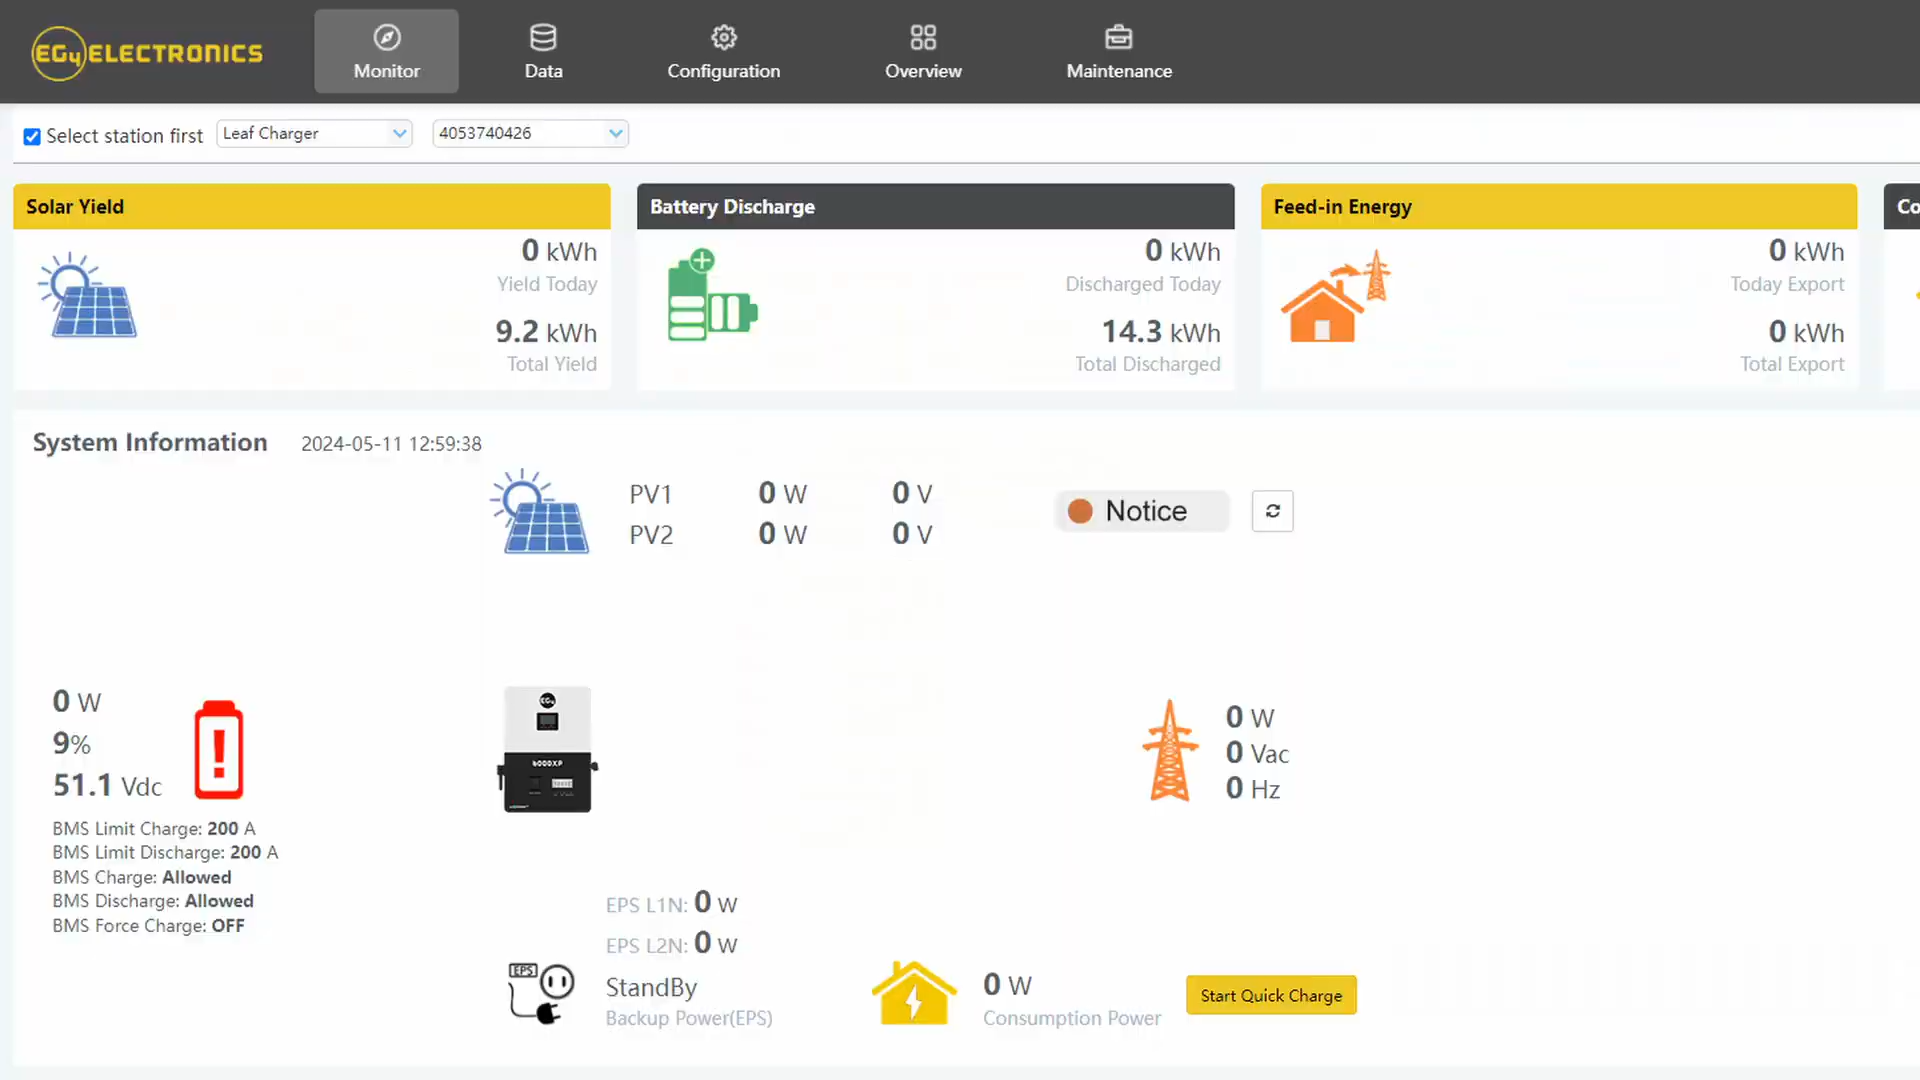 EG4 ELECTRONICS
Monitor
Data
Configuration
Overview
Maintenance
Select station first
Leaf Charger
4053740426
Solar Yield
0 kWh
Yield Today
9.2 kWh
Total Yield
Battery Discharge
0 kWh
Discharged Today
14.3 kWh
Total Discharged
Feed-in Energy
0 kWh
Today Export
0 kWh
Total Export
Co
System Information 2024-05-11 12:59:38
PV1 0 W 0 V
PV2 0 W 0 V
Notice
0 W
9%
51.1 Vdc
BMS Limit Charge: 200 A
BMS Limit Discharge: 200 A
BMS Charge: Allowed
BMS Discharge: Allowed
BMS Force Charge: OFF
EG4
6000XP
0 W
0 Vac
0 Hz
EPS L1N: 0 W
EPS L2N: 0 W
EPS
StandBy
Backup Power(EPS)
0 W
Consumption Power
Start Quick Charge